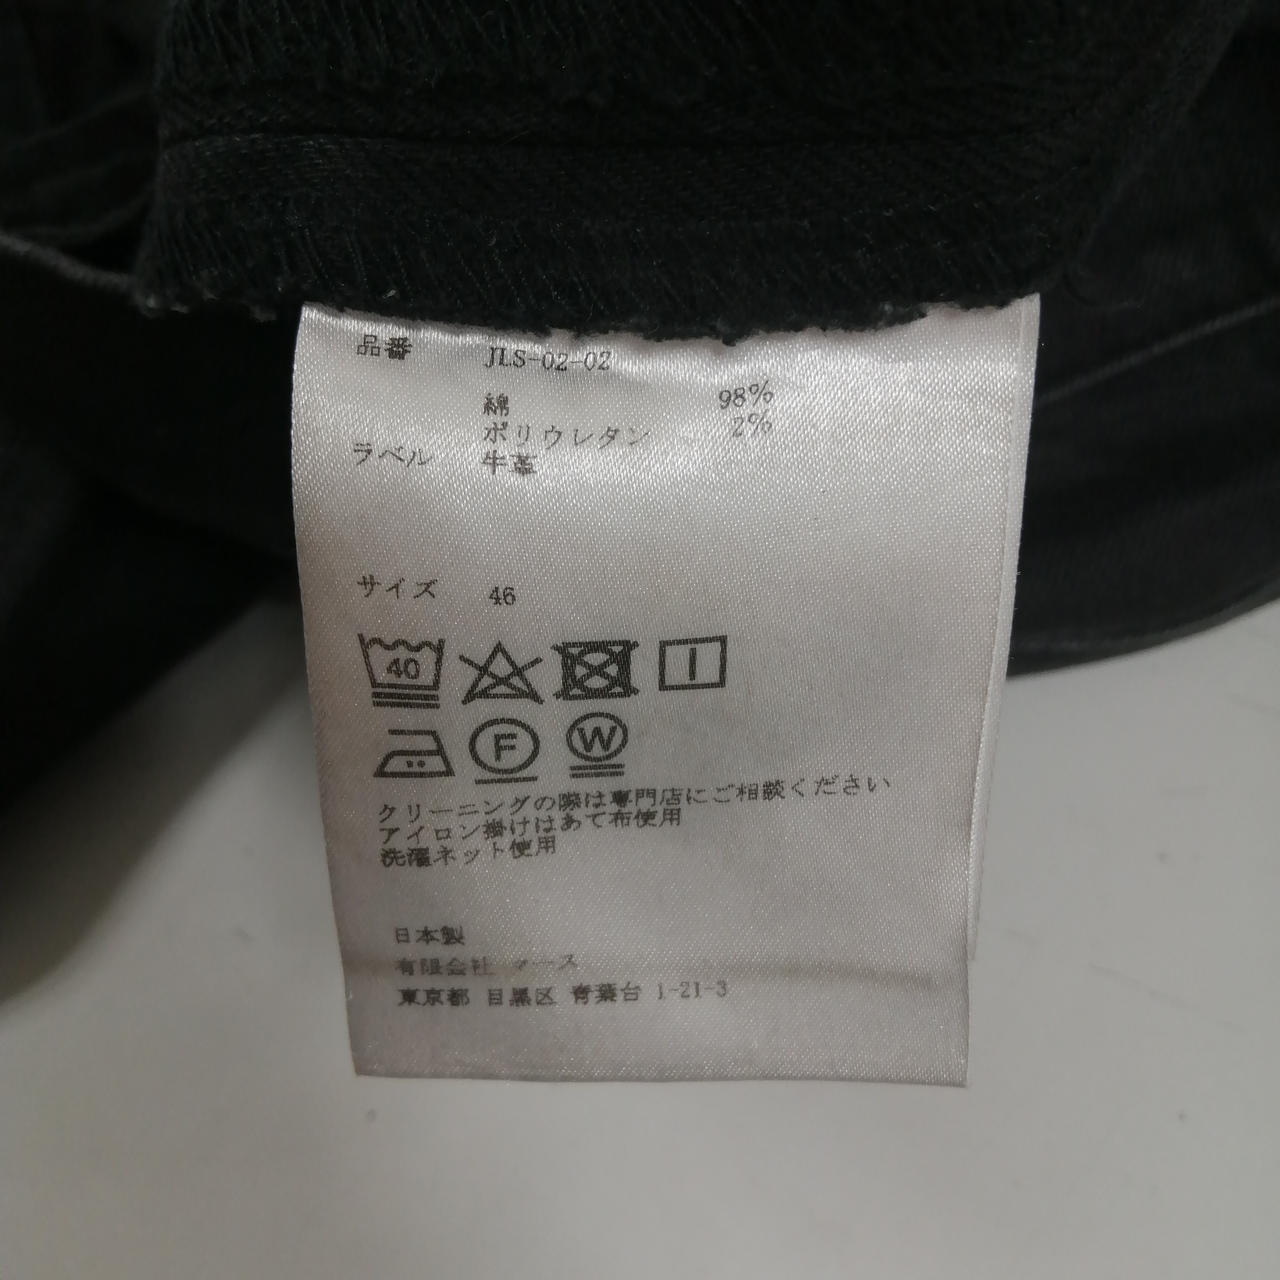 品番 JLS-02-02
綿 98%
ポリウレタン 2%
ラベル 牛革
サイズ 46
40
F W
クリーニングの際は専門店にご相談ください
アイロン掛けはあて布使用
洗濯ネット使用
日本製
有限会社 マース
東京都 目黒区 青葉台 1-21-3